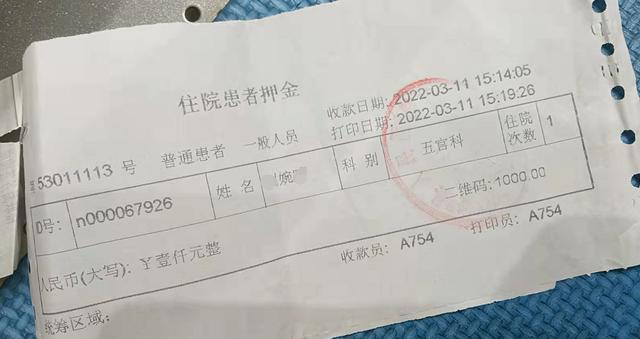 住院患者押金
收款日期: 2022-03-11 15:14:05
打印日期: 2022-03-11 15:19:26
53011113 号 普通患者 一般人员
ID号: n000067926 姓名 婉 科别 五官科 住院次数 1
人民币(大写): ￥壹仟元整 二维码:1000.00
收款员: A754 打印员: A754
统筹区域: